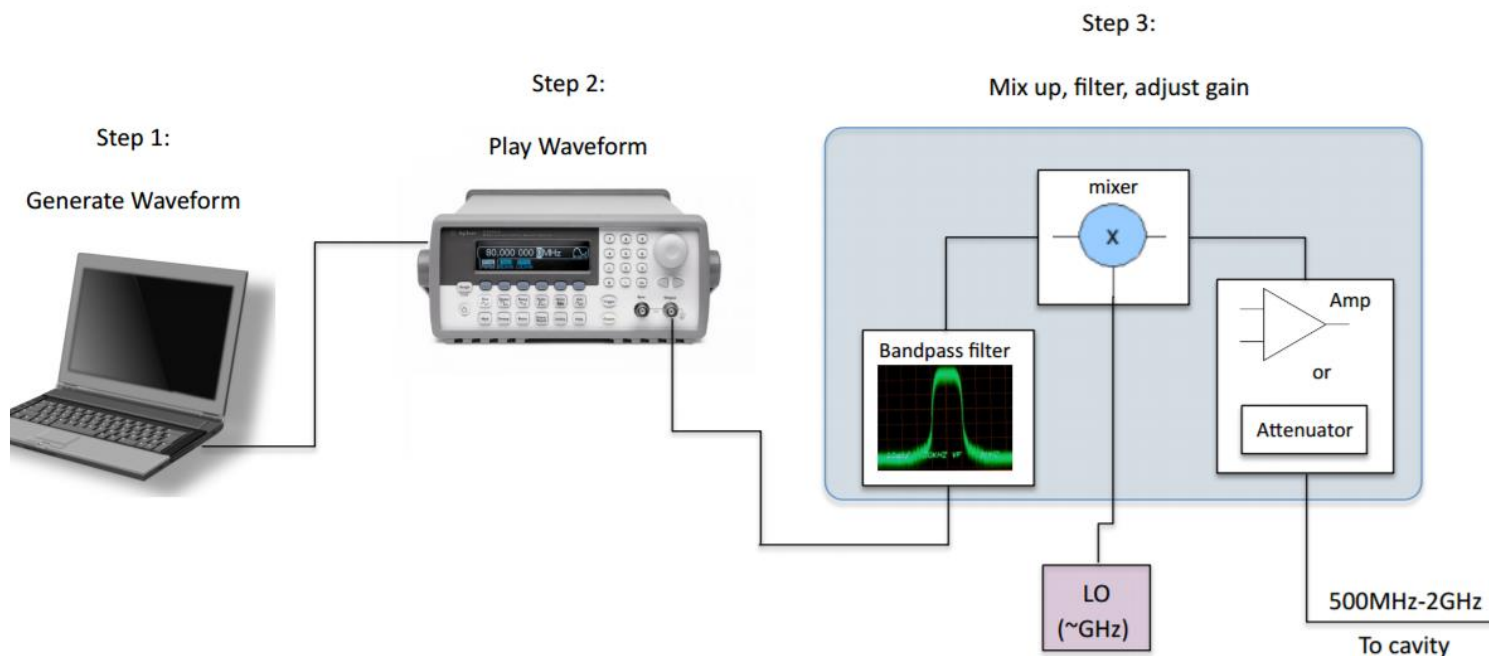 Step 1:
Generate Waveform
Step 2:
Play Waveform
80.000 000 0 MHz
Step 3:
Mix up, filter, adjust gain
mixer
X
Bandpass filter
Amp
or
Attenuator
LO
(~GHz)
500MHz-2GHz
To cavity